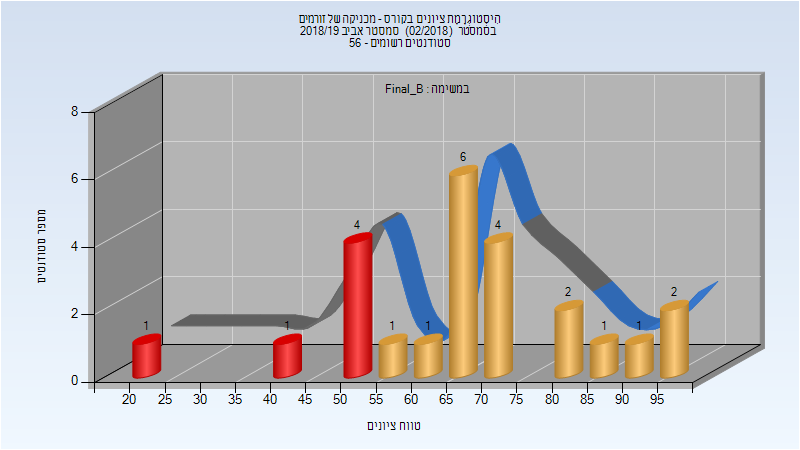 היסטוגרמת ציונים בקורס - מכניקה של זורמים
בסמסטר (02/2018) סמסטר אביב 2018/19
סטודנטים רשומים - 56
במשימה : Final_B
מספר סטודנטים
8
6
4
2
0
1
1
4
1
1
6
4
2
1
1
2
20 25 30 35 40 45 50 55 60 65 70 75 80 85 90 95
טווח ציונים